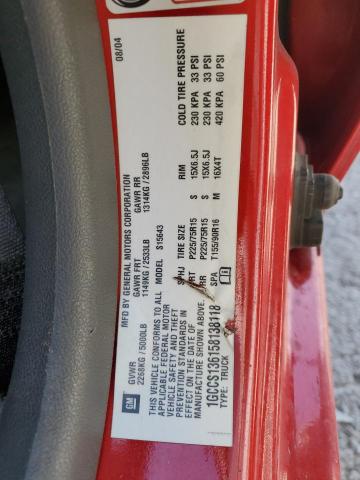 MFD BY GENERAL MOTORS CORPORATION
08/04
GM
GVWR GAWR FRT GAWR RR
2268KG / 5000LB 1149KG / 2533LB 1314KG / 2896LB
THIS VEHICLE CONFORMS TO ALL
APPLICABLE FEDERAL MOTOR
VEHICLE SAFETY AND THEFT
PREVENTION STANDARDS IN
EFFECT ON THE DATE OF
MANUFACTURE SHOWN ABOVE.
1GCCS136158138118
TYPE: TRUCK
MODEL: S15643
TIRE SIZE RIM COLD TIRE PRESSURE
P225/75R15 S 15X6.5J 230 KPA 33 PSI
RR P225/75R15 S 15X6.5J 230 KPA 33 PSI
SPA T155/90R16 M 16X4T 420 KPA 60 PSI